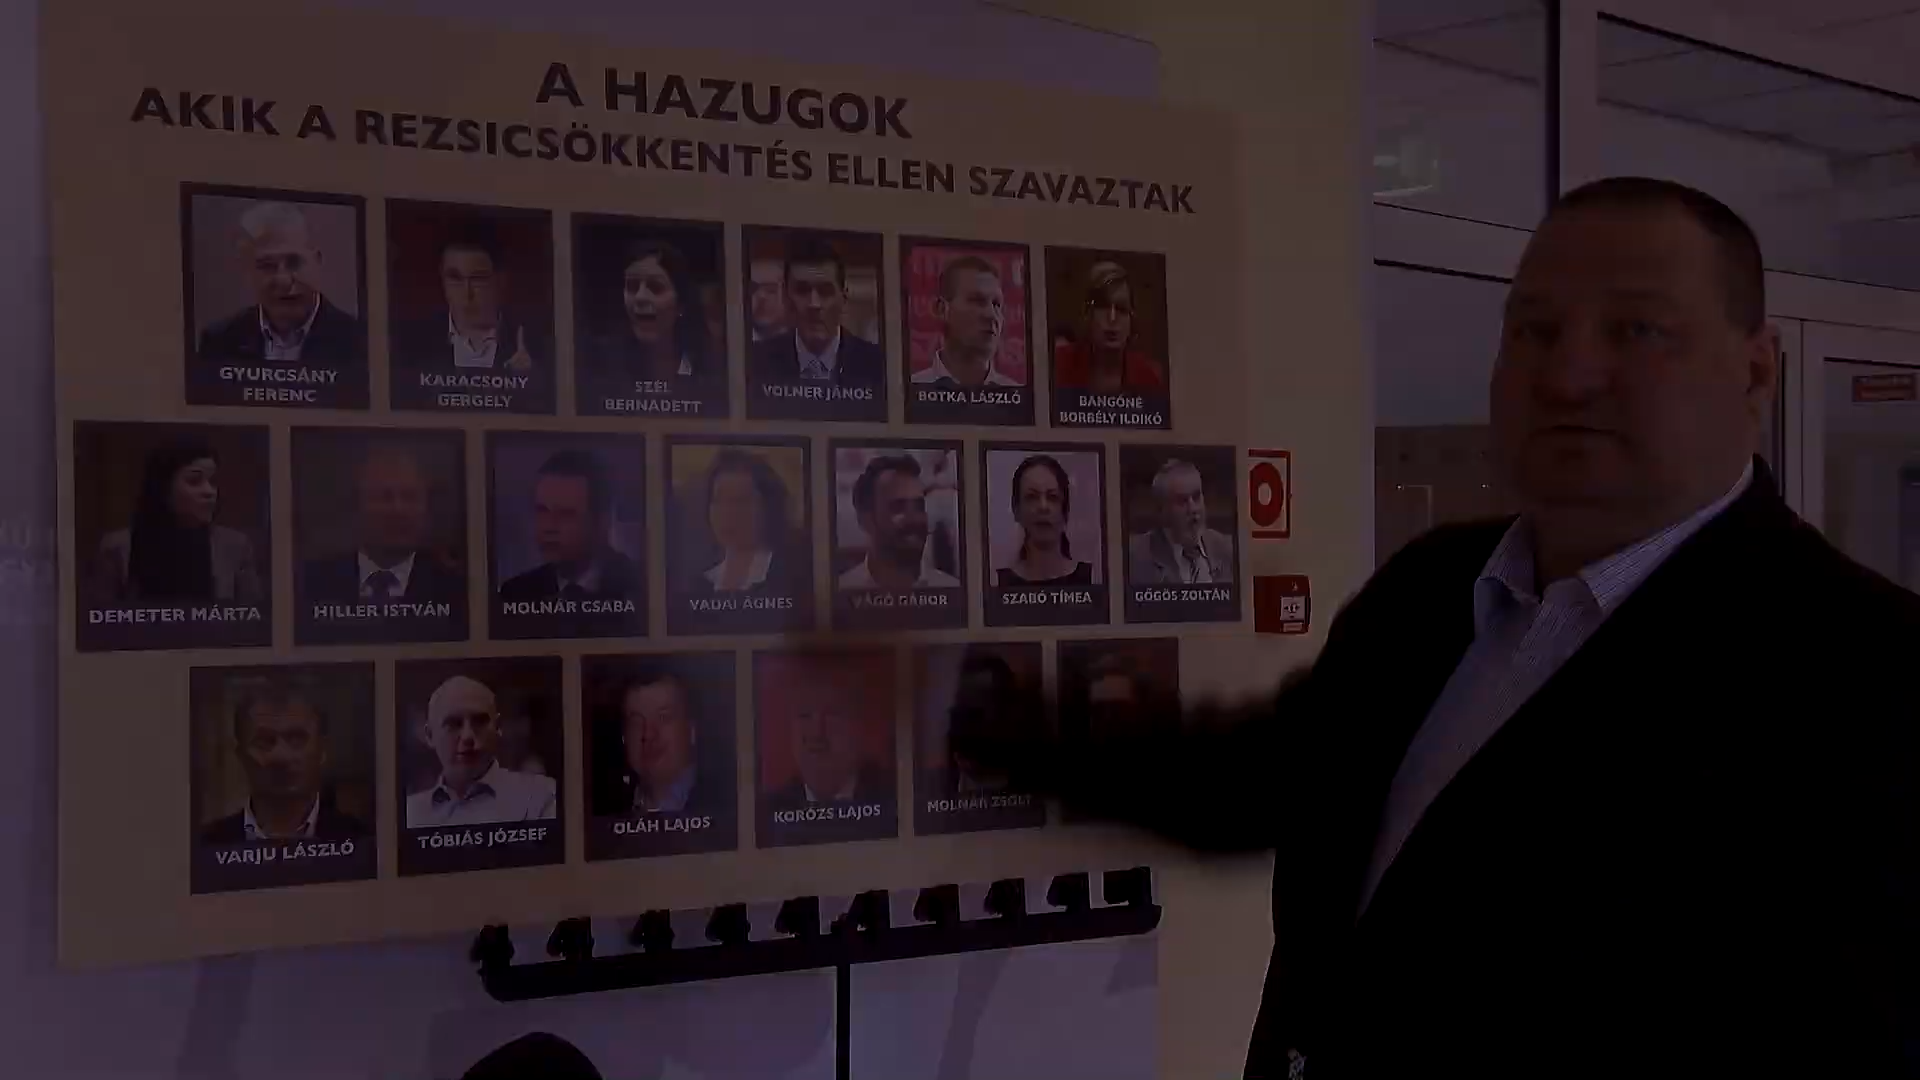 A HAZUGOK
AKIK A REZSICSÖKKENTÉS ELLEN SZAVAZTAK
GYURCSÁNY
FERENC
KARÁCSONY
GERGELY
SZÉL
BERNADETT
VOLNER JÁNOS
BOTKA LÁSZLÓ
BANGÓNÉ
BORBÉLY ILDIKÓ
DEMETER MÁRTA
HILLER ISTVÁN
MOLNÁR CSABA
VADAI ÁGNES
VÁGÓ GÁBOR
SZABÓ TÍMEA
GŐGÖS ZOLTÁN
VARJU LÁSZLÓ
TÓBIÁS JÓZSEF
OLÁH LAJOS
KORÓZS LAJOS
MOLNÁR ZSOLT